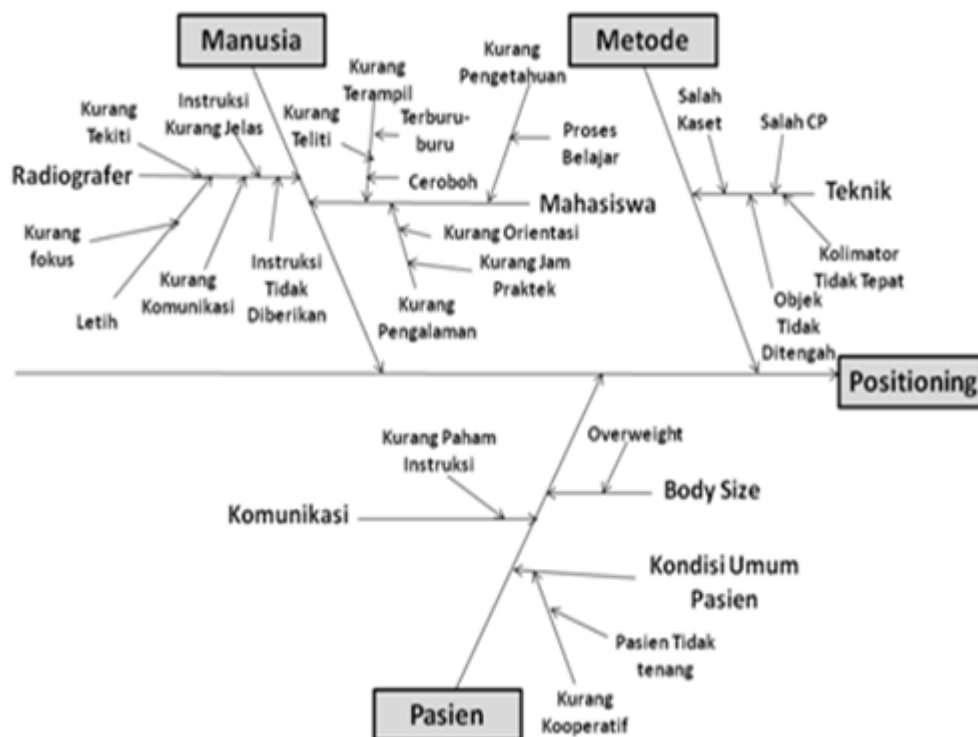 Manusia
Metode
Kurang
Terampil
Kurang
Pengetahuan
Kurang
Tekiti
Instruksi
Kurang Jelas
Kurang
Teliti
Terburu-
buru
Ceroboh
Proses
Belajar
Salah
Kaset
Salah CP
Radiografer
Mahasiswa
Teknik
Kurang
fokus
Letih
Kurang
Komunikasi
Instruksi
Tidak
Diberikan
Kurang Orientasi
Kurang Jam
Praktek
Kurang
Pengalaman
Kolimator
Tidak Tepat
Objek
Tidak
Ditengah
Positioning
Kurang Paham
Instruksi
Overweight
Komunikasi
Body Size
Kondisi Umum
Pasien
Pasien Tidak
tenang
Kurang
Kooperatif
Pasien